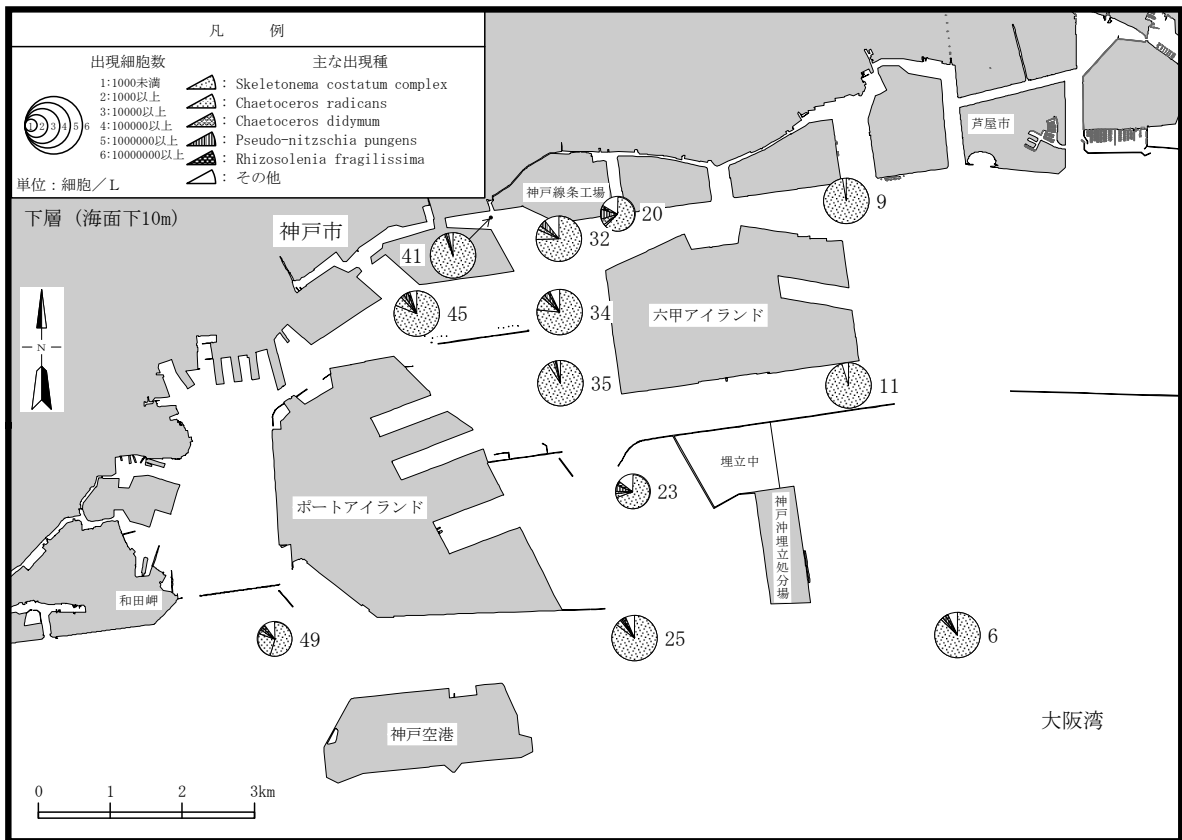 凡 例
出現細胞数
1:1000未満
2:1000以上
3:10000以上
4:100000以上
5:1000000以上
6:10000000以上
1 2 3 4 5 6
単位：細胞／L
主な出現種
： Skeletonema costatum complex
： Chaetoceros radicans
： Chaetoceros didymum
： Pseudo-nitzschia pungens
： Rhizosolenia fragilissima
： その他
下層 (海面下10m)
神戸市
芦屋市
神戸線条工場
20
9
32
41
45
34
六甲アイランド
N
35
11
埋立中
23
ポートアイランド
神戸沖埋立処分場
和田岬
49
25
6
大阪湾
神戸空港
0 1 2 3km